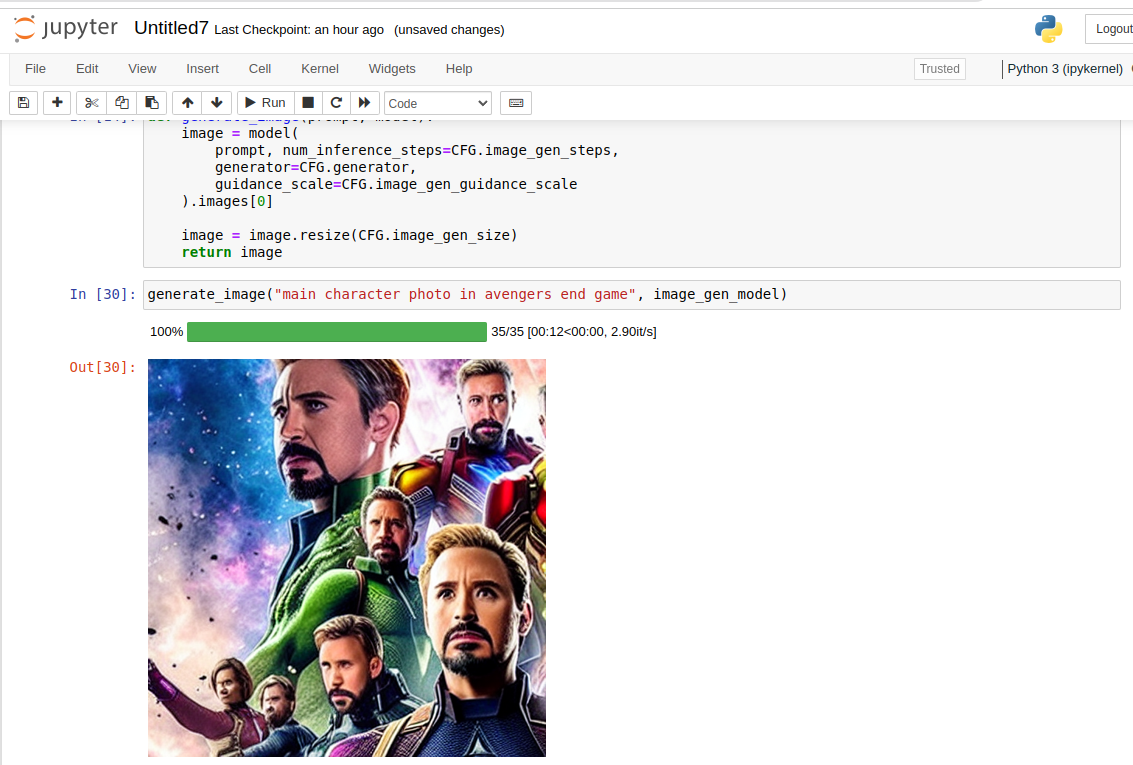 jupyter Untitled7 Last Checkpoint: an hour ago (unsaved changes)
Logout
File Edit View Insert Cell Kernel Widgets Help
Trusted
Python 3 (ipykernel)
Run
Code
image = model(
prompt, num_inference_steps=CFG.image_gen_steps,
generator=CFG.generator,
guidance_scale=CFG.image_gen_guidance_scale
).images[0]
image = image.resize(CFG.image_gen_size)
return image
In [30]: generate_image("main character photo in avengers end game", image_gen_model)
100% 35/35 [00:12<00:00, 2.90it/s]
Out[30]: